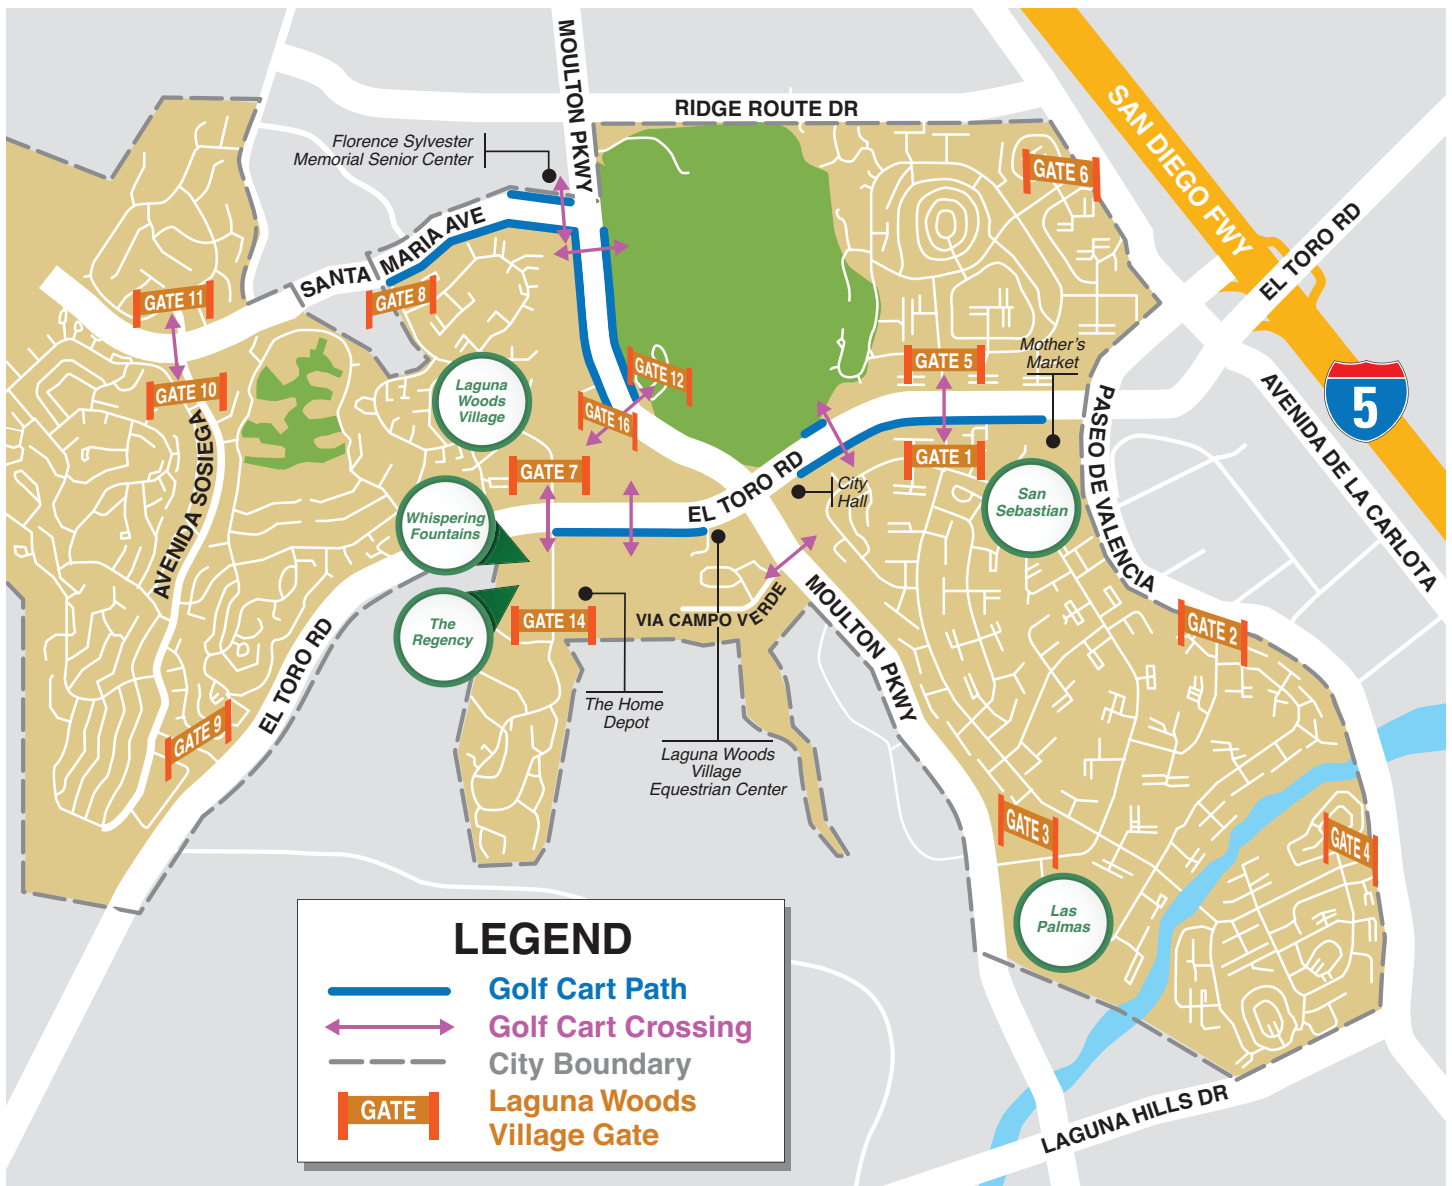 MOULTON PKWY
RIDGE ROUTE DR
SAN DIEGO FWY
Florence Sylvester
Memorial Senior Center
GATE 6
EL TORO RD
SANTA MARIA AVE
GATE 11
GATE 8
GATE 10
Laguna
Woods
Village
GATE 12
GATE 16
GATE 5
Mother's
Market
5
AVENIDA DE LA CARLOTA
PASEO DE VALENCIA
GATE 7
GATE 1
AVENIDA SOSIEGA
EL TORO RD
City
Hall
San
Sebastian
Whispering
Fountains
The
Regency
GATE 14
VIA CAMPO VERDE
MOULTON PKWY
GATE 2
EL TORO RD
GATE 9
The Home
Depot
Laguna Woods
Village
Equestrian Center
GATE 3
GATE 4
Las
Palmas
LEGEND
Golf Cart Path
Golf Cart Crossing
City Boundary
GATE
Laguna Woods
Village Gate
LAGUNA HILLS DR